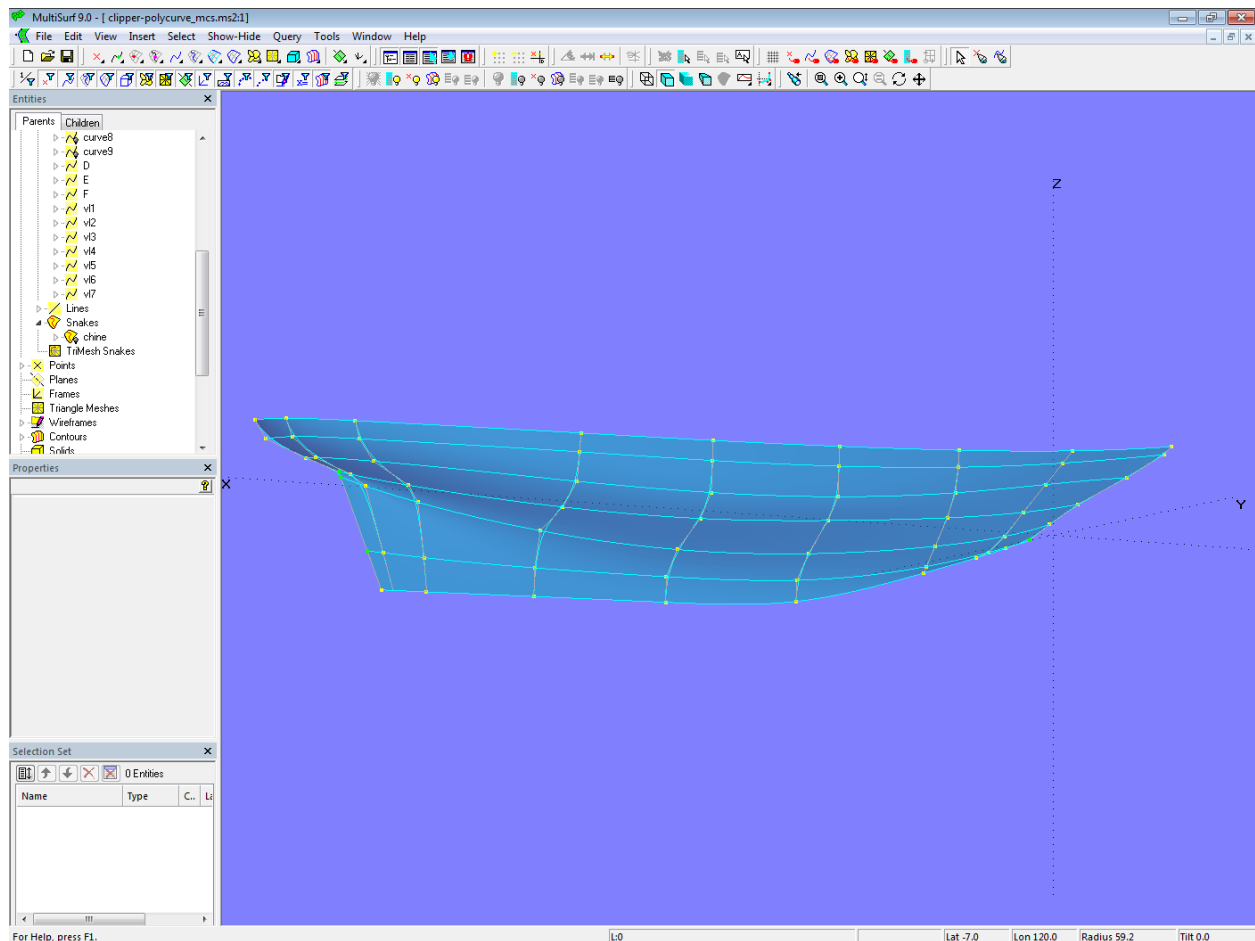 MultiSurf 9.0 - [ clipper-polycurve_mcs.ms2:1]
File Edit View Insert Select Show-Hide Query Tools Window Help
Entities
Parents Children
curve8
curve9
D
E
F
vl1
vl2
vl3
vl4
vl5
vl6
vl7
Lines
Snakes
chine
TriMesh Snakes
Points
Planes
Frames
Triangle Meshes
Wireframes
Contours
Solids
Properties
Selection Set
0 Entities
Name Type C.. La
Z
X
Y
For Help, press F1. L:0 Lat -7.0 Lon 120.0 Radius 59.2 Tilt 0.0